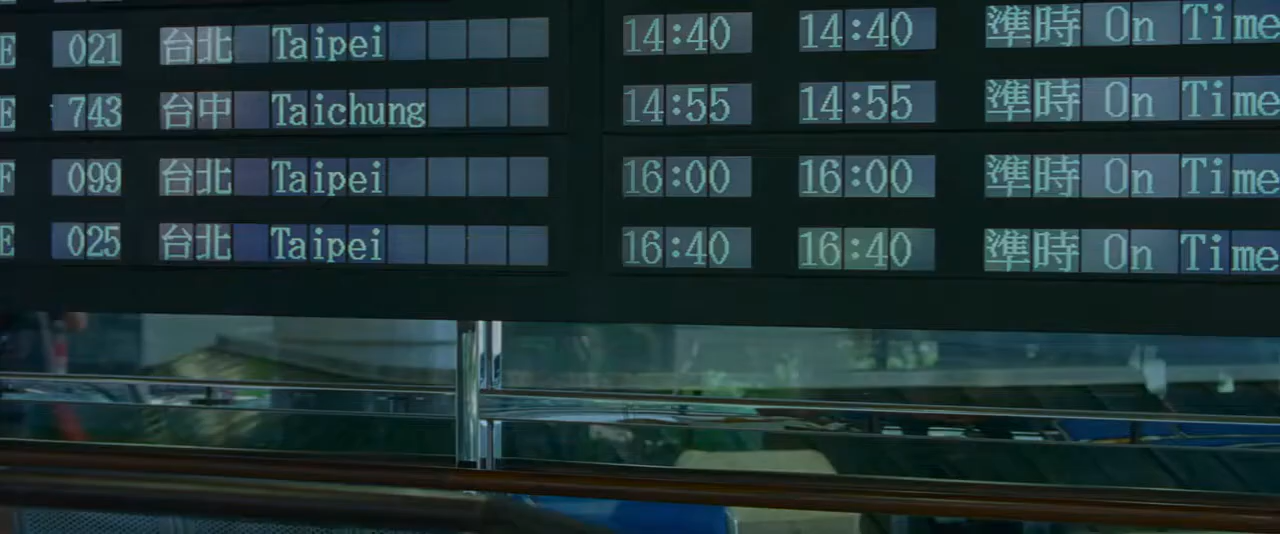 E 021 台北 Taipei 14:40 14:40 準時 On Time
E 743 台中 Taichung 14:55 14:55 準時 On Time
F 099 台北 Taipei 16:00 16:00 準時 On Time
E 025 台北 Taipei 16:40 16:40 準時 On Time